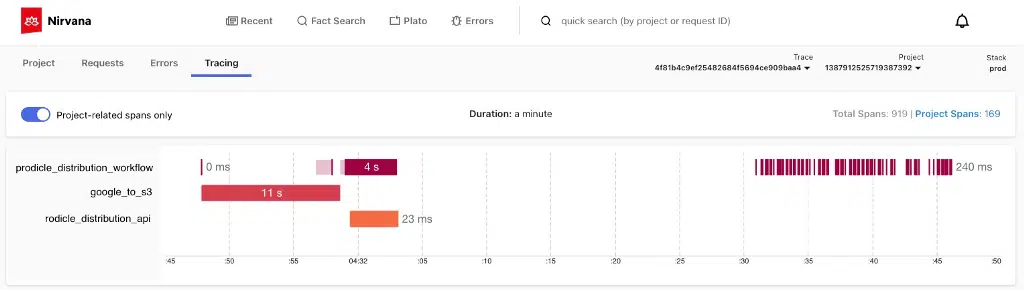 Nirvana
Recent
Fact Search
Plato
Errors
quick search (by project or request ID)
Project
Requests
Errors
Tracing
Trace
4f81b4c9ef25482684f5694ce909baa4
Project
1387912525719387392
Stack
prod
Project-related spans only
Duration: a minute
Total Spans: 919 | Project Spans: 169
prodicle_distribution_workflow
0 ms
4 s
240 ms
google_to_s3
11 s
rodicle_distribution_api
23 ms
:45 :50 :55 04:32 :05 :10 :15 :20 :25 :30 :35 :40 :45 :50